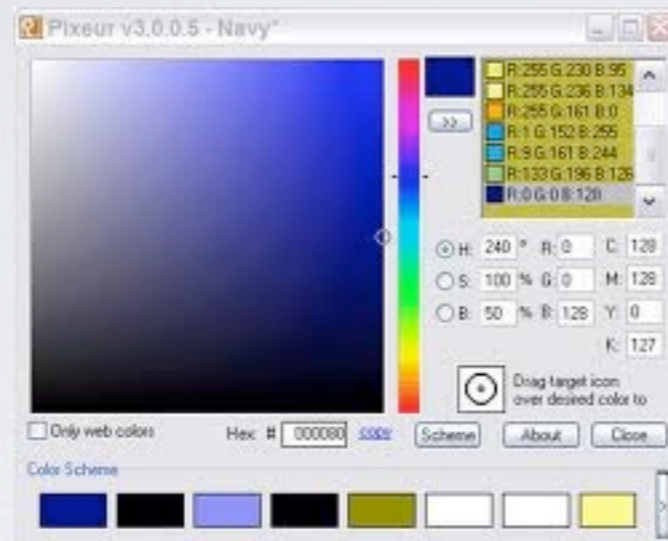 Pixeur v3.0.0.5 - Navy*
>>
R:255 G:230 B:95
R:255 G:236 B:134
R:255 G:161 B:0
R:1 G:152 B:255
R:9 G:161 B:244
R:133 G:196 B:126
R:0 G:0 B:128
H: 240 ° R: 0 C: 128
S: 100 % G: 0 M: 128
B: 50 % B: 128 Y: 0
K: 127
Drag target icon
over desired color to
Only web colors Hex: # 000080 copy Scheme About Close
Color Scheme
>